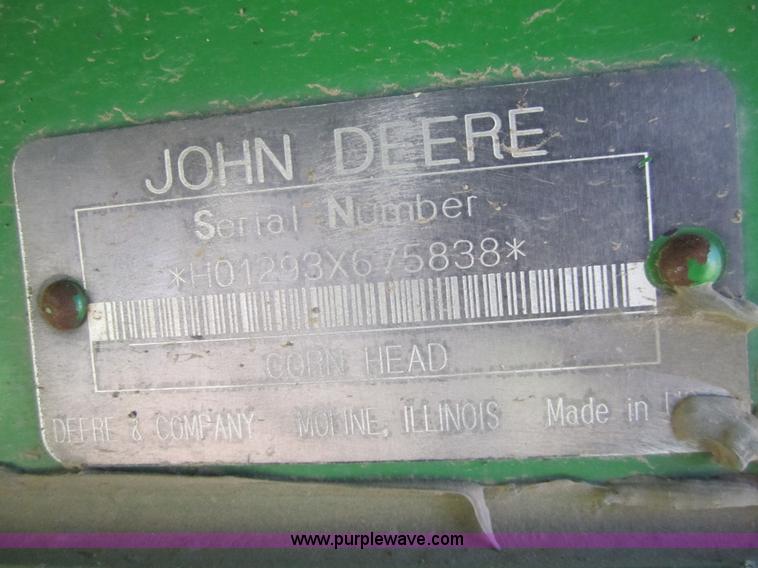 JOHN DEERE
Serial Number
*H01293X675838*
CORN HEAD
DEERE & COMPANY MOLINE, ILLINOIS Made in
www.purplewave.com